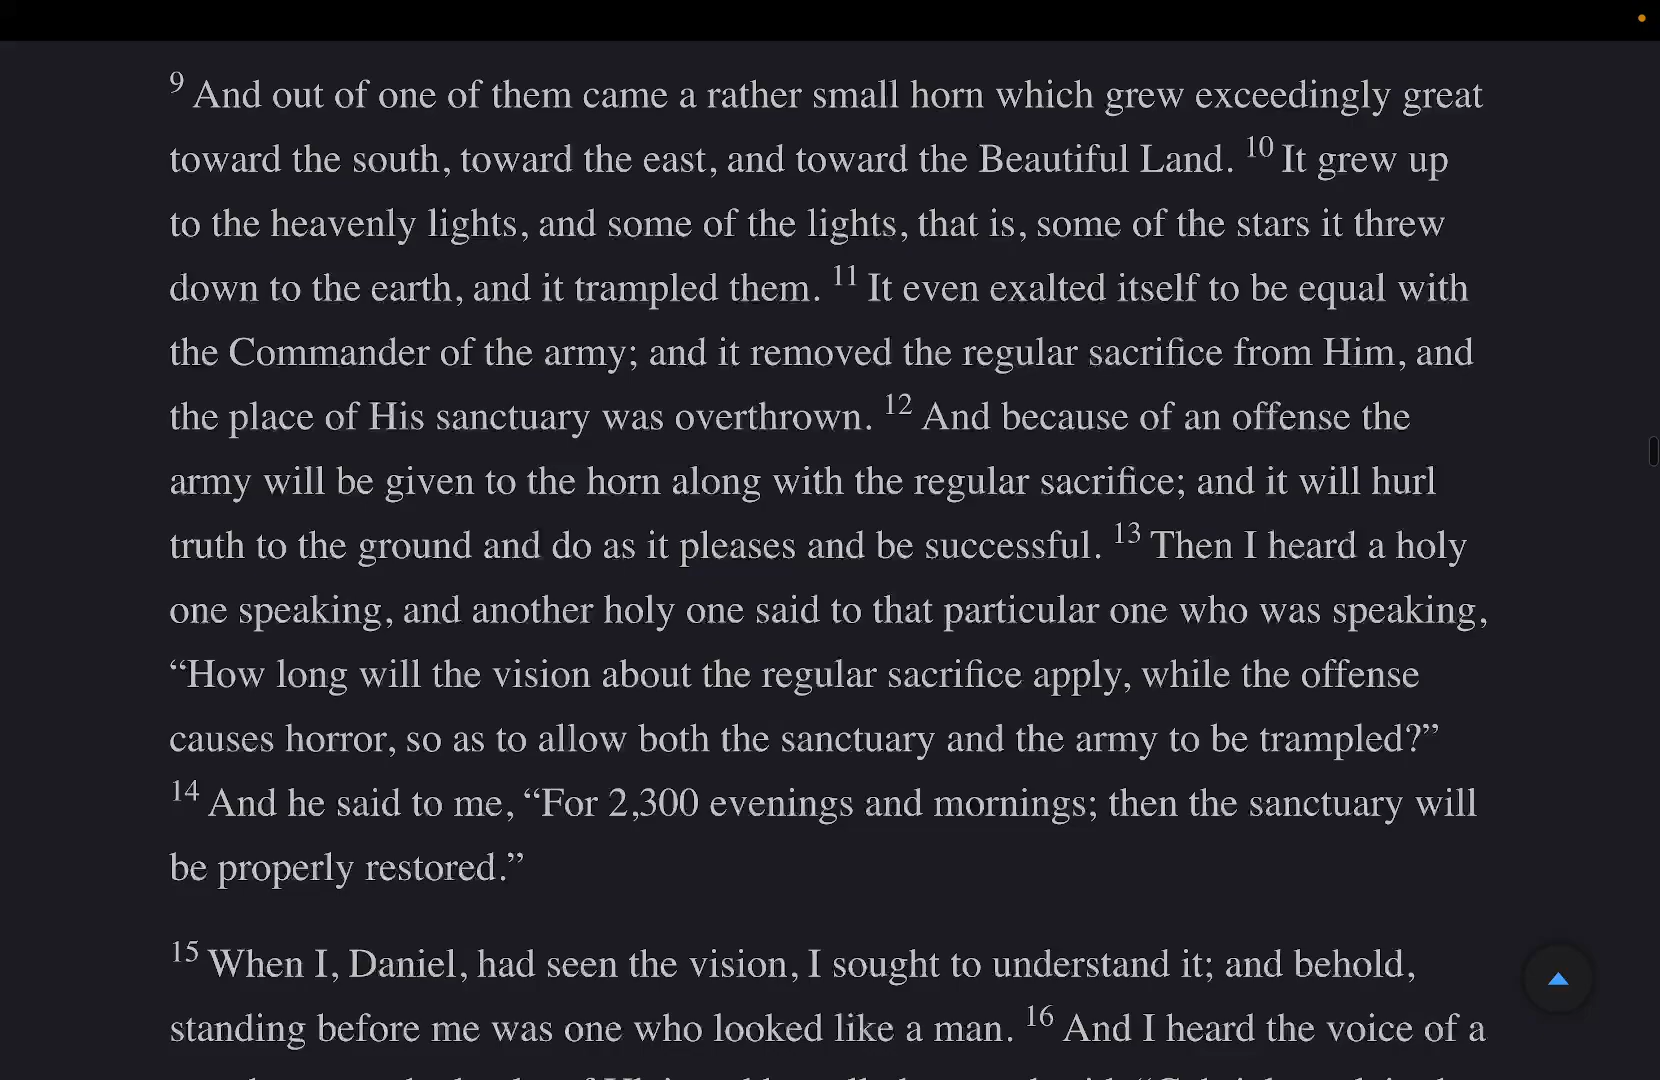 9 And out of one of them came a rather small horn which grew exceedingly great
toward the south, toward the east, and toward the Beautiful Land. 10 It grew up
to the heavenly lights, and some of the lights, that is, some of the stars it threw
down to the earth, and it trampled them. 11 It even exalted itself to be equal with
the Commander of the army; and it removed the regular sacrifice from Him, and
the place of His sanctuary was overthrown. 12 And because of an offense the
army will be given to the horn along with the regular sacrifice; and it will hurl
truth to the ground and do as it pleases and be successful. 13 Then I heard a holy
one speaking, and another holy one said to that particular one who was speaking,
“How long will the vision about the regular sacrifice apply, while the offense
causes horror, so as to allow both the sanctuary and the army to be trampled?”
14 And he said to me, “For 2,300 evenings and mornings; then the sanctuary will
be properly restored.”
15 When I, Daniel, had seen the vision, I sought to understand it; and behold,
standing before me was one who looked like a man. 16 And I heard the voice of a